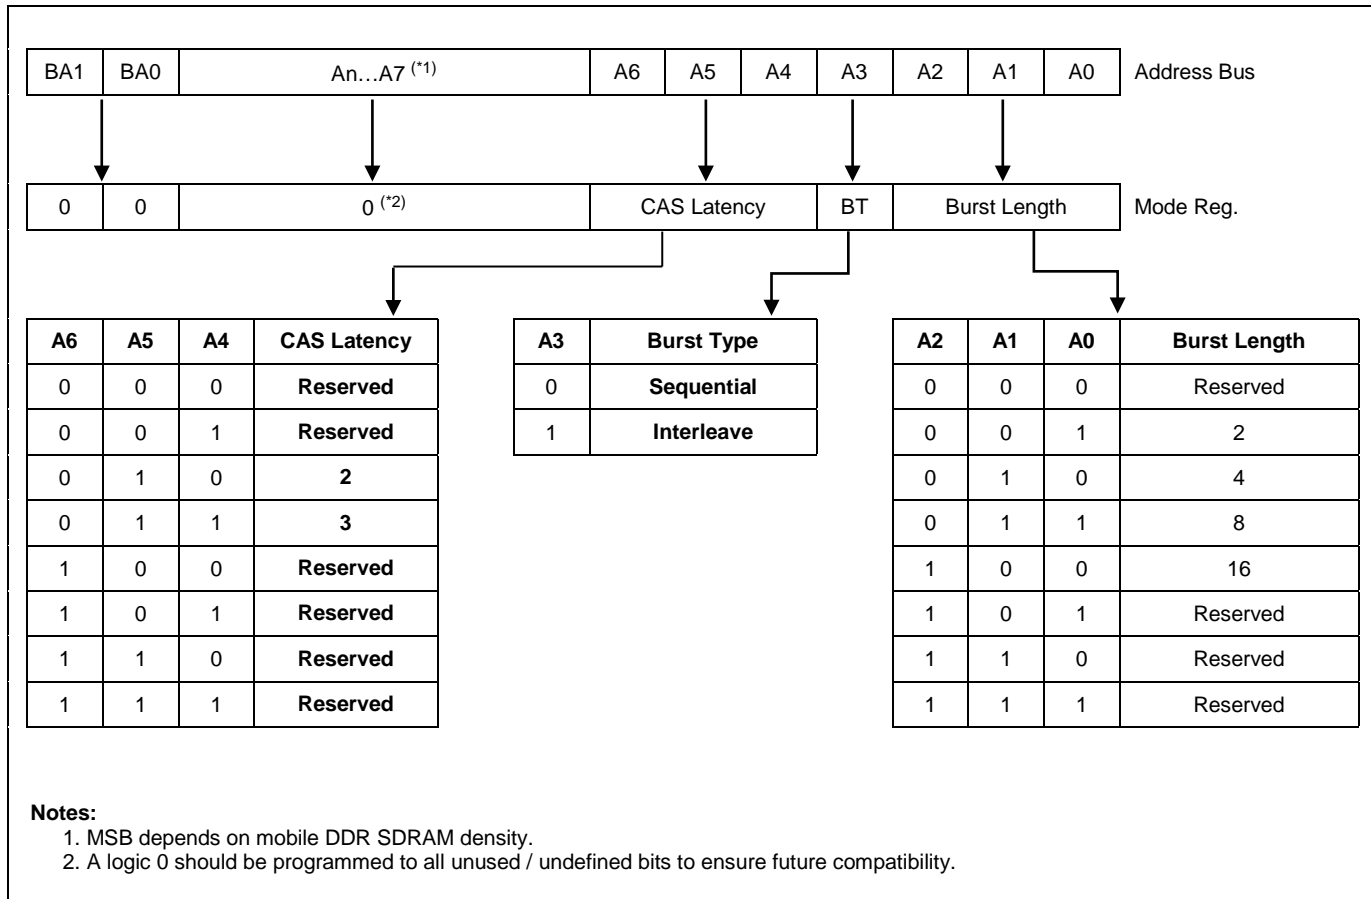 BA1 BA0 An…A7 (*1) A6 A5 A4 A3 A2 A1 A0 Address Bus
0 0 0 (*2) CAS Latency BT Burst Length Mode Reg.
A6 A5 A4 CAS Latency A3 Burst Type A2 A1 A0 Burst Length
0 0 0 Reserved 0 Sequential 0 0 0 Reserved
0 0 1 Reserved 1 Interleave 0 0 1 2
0 1 0 2 0 1 0 4
0 1 1 3 0 1 1 8
1 0 0 Reserved 1 0 0 16
1 0 1 Reserved 1 0 1 Reserved
1 1 0 Reserved 1 1 0 Reserved
1 1 1 Reserved 1 1 1 Reserved
Notes:
1. MSB depends on mobile DDR SDRAM density.
2. A logic 0 should be programmed to all unused / undefined bits to ensure future compatibility.